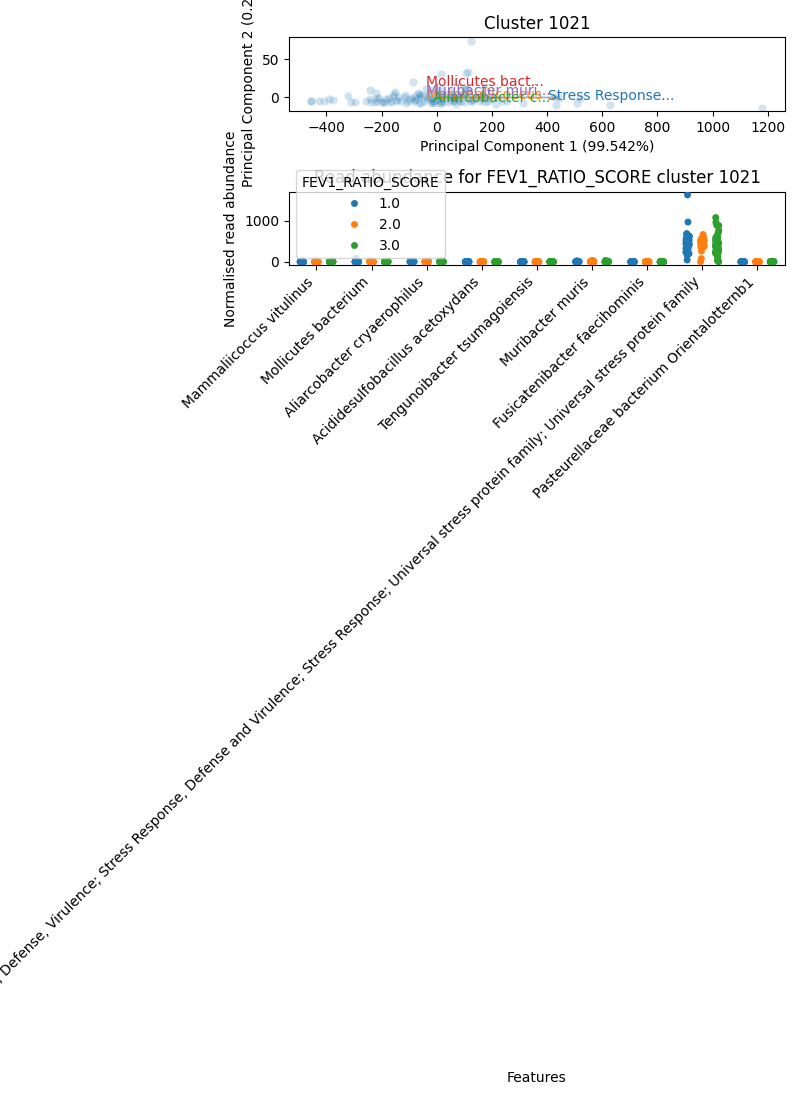 Cluster 1021
Principal Component 2 (0.2
50
0
Mollicutes bact...
Muribacter muri...
Stress Response...
Aliarcobacter c...
−400 −200 0 200 400 600 800 1000 1200
Principal Component 1 (99.542%)
Read abundance for FEV1_RATIO_SCORE cluster 1021
Normalised read abundance
1000
0
FEV1_RATIO_SCORE
1.0
2.0
3.0
Mammaliicoccus vitulinus
Mollicutes bacterium
Aliarcobacter cryaerophilus
Acididesulfobacillus acetoxydans
Tengunoibacter tsumagoiensis
Muribacter muris
Fusicatenibacter faecihominis
, Defense, Virulence; Stress Response, Defense and Virulence; Stress Response; Universal stress protein family; Universal stress protein family
Pasteurellaceae bacterium Orientalotternb1
Features